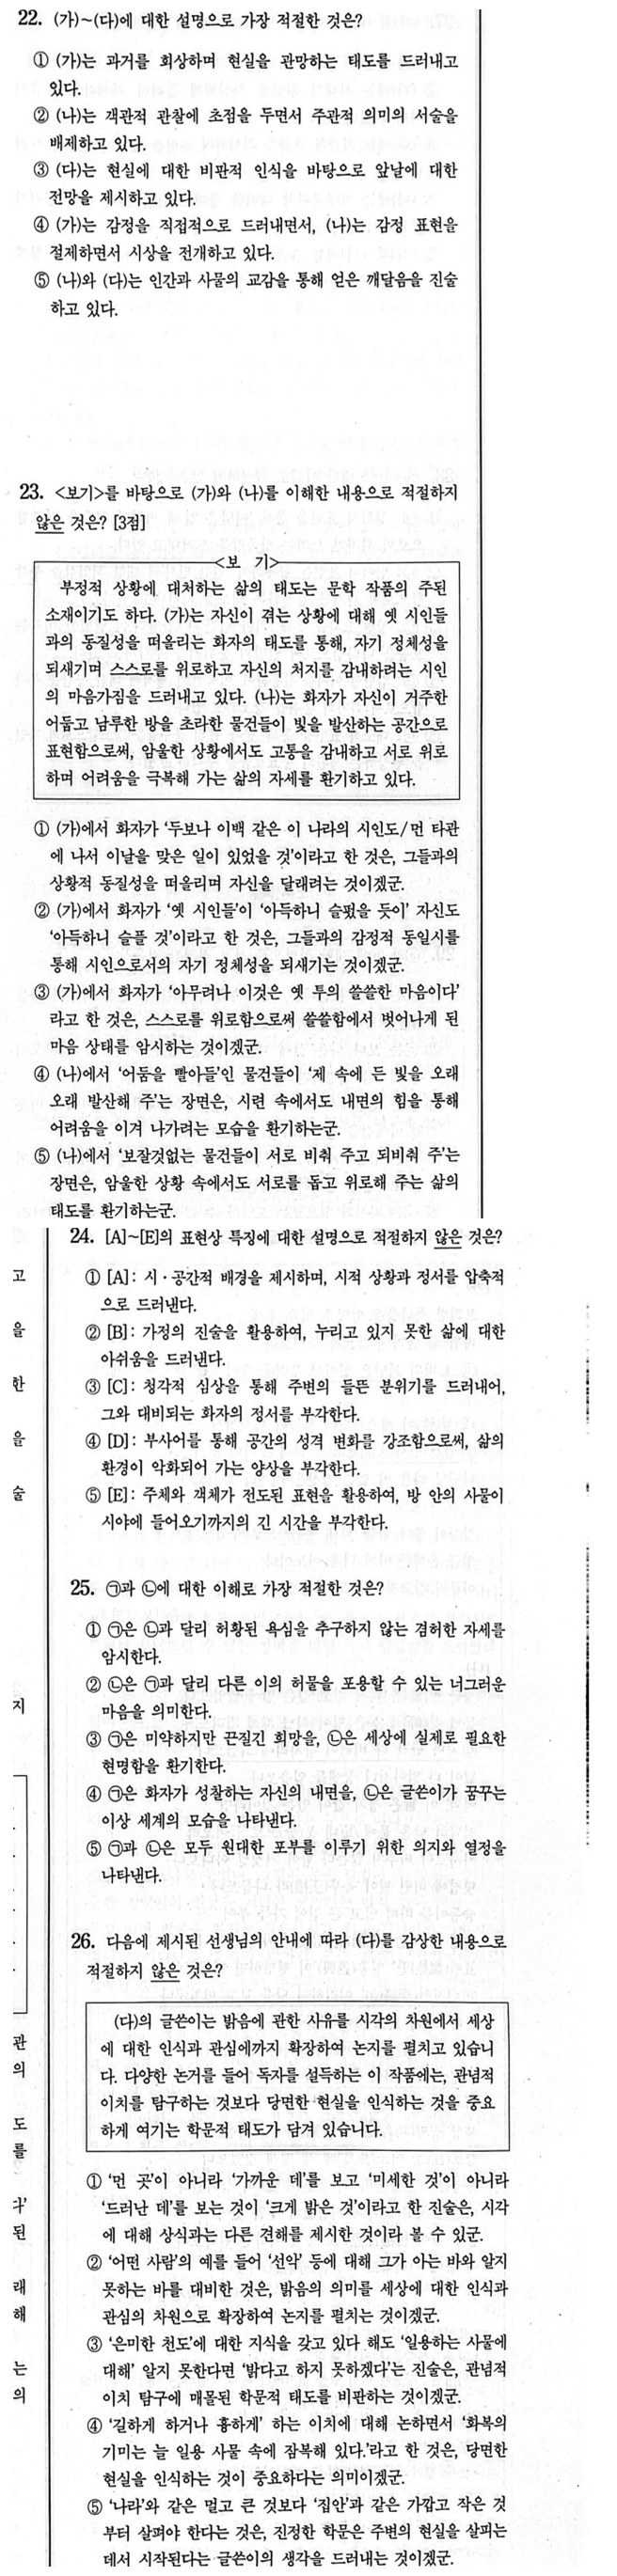 22. (가)~(다)에 대한 설명으로 가장 적절한 것은?
① (가)는 과거를 회상하며 현실을 관망하는 태도를 드러내고
있다.
② (나)는 객관적 관찰에 초점을 두면서 주관적 의미의 서술을
배제하고 있다.
③ (다)는 현실에 대한 비판적 인식을 바탕으로 앞날에 대한
전망을 제시하고 있다.
④ (가)는 감정을 직접적으로 드러내면서, (나)는 감정 표현을
절제하면서 시상을 전개하고 있다.
⑤ (나)와 (다)는 인간과 사물의 교감을 통해 얻은 깨달음을 진술
하고 있다.
23. <보기>를 바탕으로 (가)와 (나)를 이해한 내용으로 적절하지
않은 것은? [3점]
<보 기>
부정적 상황에 대처하는 삶의 태도는 문학 작품의 주된
소재이기도 하다. (가)는 자신이 겪는 상황에 대해 옛 시인들
과의 동질성을 떠올리는 화자의 태도를 통해, 자기 정체성을
되새기며 스스로를 위로하고 자신의 처지를 감내하려는 시인
의 마음가짐을 드러내고 있다. (나)는 화자가 자신이 거주한
어둡고 남루한 방을 초라한 물건들이 빛을 발산하는 공간으로
표현함으로써, 암울한 상황에서도 고통을 감내하고 서로 위로
하며 어려움을 극복해 가는 삶의 자세를 환기하고 있다.
① (가)에서 화자가 '두보나 이백 같은 이 나라의 시인도/먼 타관
에 나서 이날을 맞은 일이 있었을 것'이라고 한 것은, 그들과의
상황적 동질성을 떠올리며 자신을 달래려는 것이겠군.
② (가)에서 화자가 '옛 시인들'이 '아득하니 슬펐을 듯이' 자신도
'아득하니 슬플 것'이라고 한 것은, 그들과의 감정적 동일시를
통해 시인으로서의 자기 정체성을 되새기는 것이겠군.
③ (가)에서 화자가 '아무려나 이것은 옛 투의 쓸쓸한 마음이다'
라고 한 것은, 스스로를 위로함으로써 쓸쓸함에서 벗어나게 된
마음 상태를 암시하는 것이겠군.
④ (나)에서 '어둠을 빨아들'인 물건들이 '제 속에 든 빛을 오래
오래 발산해 주'는 장면은, 시련 속에서도 내면의 힘을 통해
어려움을 이겨 나가려는 모습을 환기하는군.
⑤ (나)에서 '보잘것없는 물건들이 서로 비춰 주고 되비춰 주'는
장면은, 암울한 상황 속에서도 서로를 돕고 위로해 주는 삶의
태도를 환기하는군.
24. [A]~[E]의 표현상 특징에 대한 설명으로 적절하지 않은 것은?
① [A]: 시·공간적 배경을 제시하며, 시적 상황과 정서를 압축적
으로 드러낸다.
② [B]: 가정의 진술을 활용하여, 누리고 있지 못한 삶에 대한
아쉬움을 드러낸다.
③ [C]: 청각적 심상을 통해 주변의 들뜬 분위기를 드러내어,
그와 대비되는 화자의 정서를 부각한다.
④ [D]: 부사어를 통해 공간의 성격 변화를 강조함으로써, 삶의
환경이 악화되어 가는 양상을 부각한다.
⑤ [E]: 주체와 객체가 전도된 표현을 활용하여, 방 안의 사물이
시야에 들어오기까지의 긴 시간을 부각한다.
25. ㉠과 ㉡에 대한 이해로 가장 적절한 것은?
① ㉠은 ㉡과 달리 허황된 욕심을 추구하지 않는 겸허한 자세를
암시한다.
② ㉡은 ㉠과 달리 다른 이의 허물을 포용할 수 있는 너그러운
마음을 의미한다.
③ ㉠은 미약하지만 끈질긴 희망을, ㉡은 세상에 실제로 필요한
현명함을 환기한다.
④ ㉠은 화자가 성찰하는 자신의 내면을, ㉡은 글쓴이가 꿈꾸는
이상 세계의 모습을 나타낸다.
⑤ ㉠과 ㉡은 모두 원대한 포부를 이루기 위한 의지와 열정을
나타낸다.
26. 다음에 제시된 선생님의 안내에 따라 (다)를 감상한 내용으로
적절하지 않은 것은?
(다)의 글쓴이는 밝음에 관한 사유를 시각의 차원에서 세상
에 대한 인식과 관심에까지 확장하여 논지를 펼치고 있습니
다. 다양한 논거를 들어 독자를 설득하는 이 작품에는, 관념적
이치를 탐구하는 것보다 당면한 현실을 인식하는 것을 중요
하게 여기는 학문적 태도가 담겨 있습니다.
① '먼 곳'이 아니라 '가까운 데'를 보고 '미세한 것'이 아니라
'드러난 데'를 보는 것이 '크게 밝은 것'이라고 한 진술은, 시각
에 대해 상식과는 다른 견해를 제시한 것이라 볼 수 있군.
② '어떤 사람'의 예를 들어 '선악' 등에 대해 그가 아는 바와 알지
못하는 바를 대비한 것은, 밝음의 의미를 세상에 대한 인식과
관심의 차원으로 확장하여 논지를 펼치는 것이겠군.
③ '은미한 천도'에 대한 지식을 갖고 있다 해도 '일용하는 사물에
대해' 알지 못한다면 '밝다고 하지 못하겠다'는 진술은, 관념적
이치 탐구에 매몰된 학문적 태도를 비판하는 것이겠군.
④ '길하게 하거나 흉하게' 하는 이치에 대해 논하면서 '화복의
기미는 늘 일용 사물 속에 잠복해 있다.'라고 한 것은, 당면한
현실을 인식하는 것이 중요하다는 의미이겠군.
⑤ '나라'와 같은 멀고 큰 것보다 '집안'과 같은 가깝고 작은 것
부터 살펴야 한다는 것은, 진정한 학문은 주변의 현실을 살피는
데서 시작된다는 글쓴이의 생각을 드러내는 것이겠군.
고
을
한
을
술
지
관
의
도
를
된
래
해
는
의